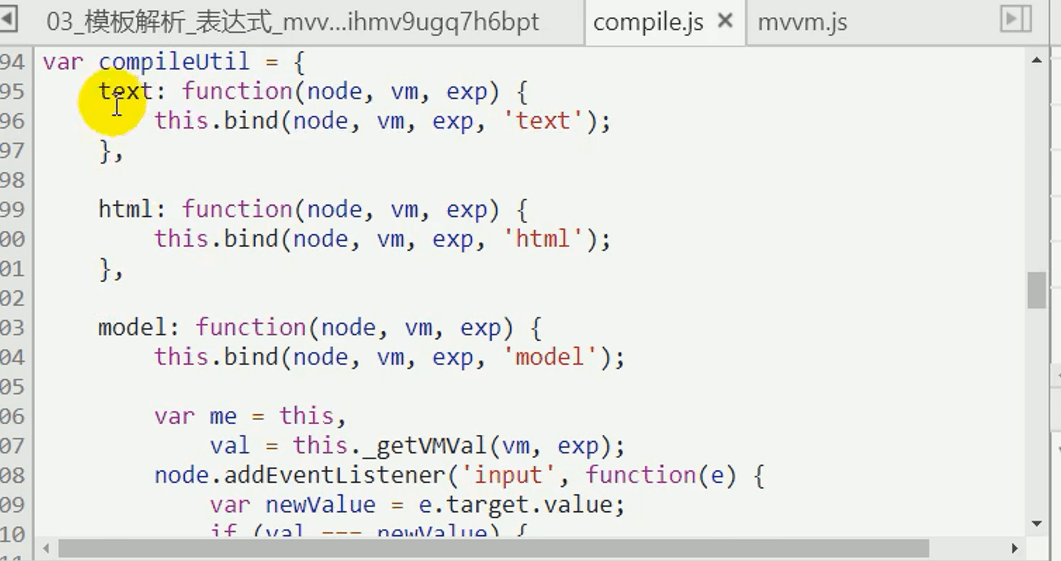 03_模板解析_表达式_mvv...ihmv9ugq7h6bpt compile.js × mvvm.js
94 var compileUtil = {
95 text: function(node, vm, exp) {
96 this.bind(node, vm, exp, 'text');
97 },
98
99 html: function(node, vm, exp) {
00 this.bind(node, vm, exp, 'html');
01 },
02
03 model: function(node, vm, exp) {
04 this.bind(node, vm, exp, 'model');
05
06 var me = this,
07 val = this._getVMVal(vm, exp);
08 node.addEventListener('input', function(e) {
09 var newValue = e.target.value;
10 if (val === newValue) {